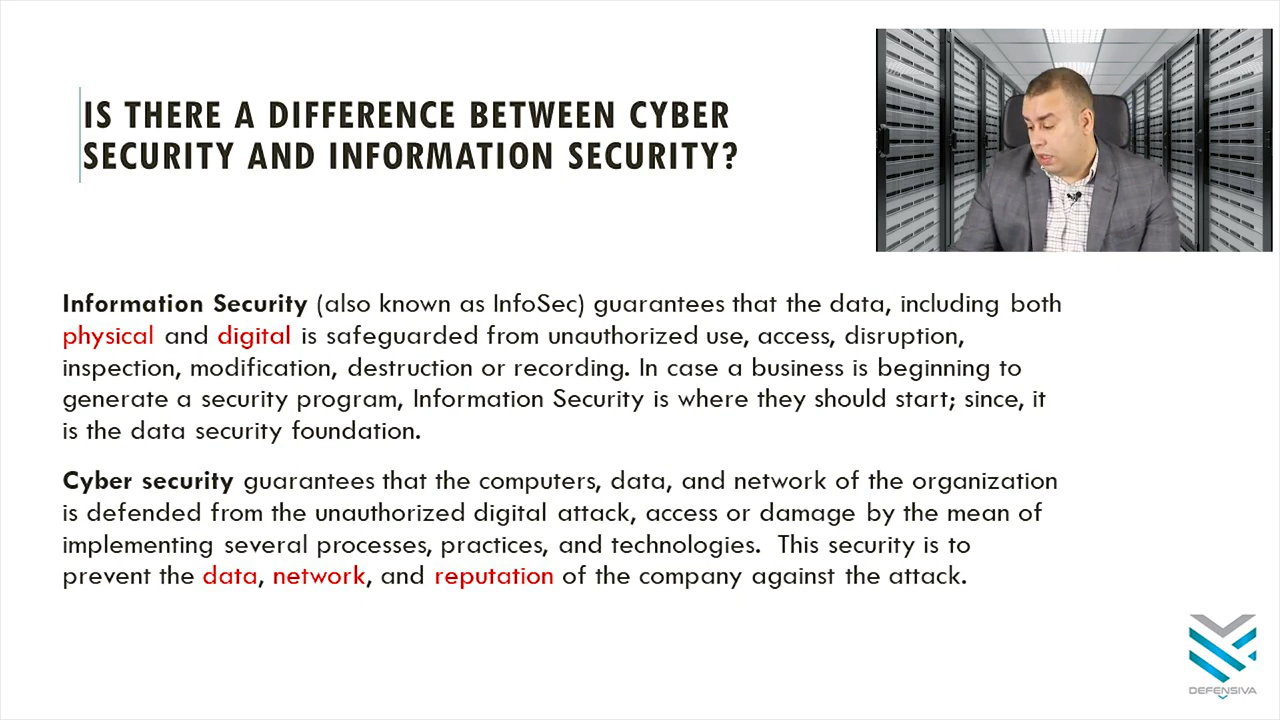 IS THERE A DIFFERENCE BETWEEN CYBER
SECURITY AND INFORMATION SECURITY?
Information Security (also known as InfoSec) guarantees that the data, including both
physical and digital is safeguarded from unauthorized use, access, disruption,
inspection, modification, destruction or recording. In case a business is beginning to
generate a security program, Information Security is where they should start; since, it
is the data security foundation.
Cyber security guarantees that the computers, data, and network of the organization
is defended from the unauthorized digital attack, access or damage by the mean of
implementing several processes, practices, and technologies.  This security is to
prevent the data, network, and reputation of the company against the attack.
DEFENSIVA